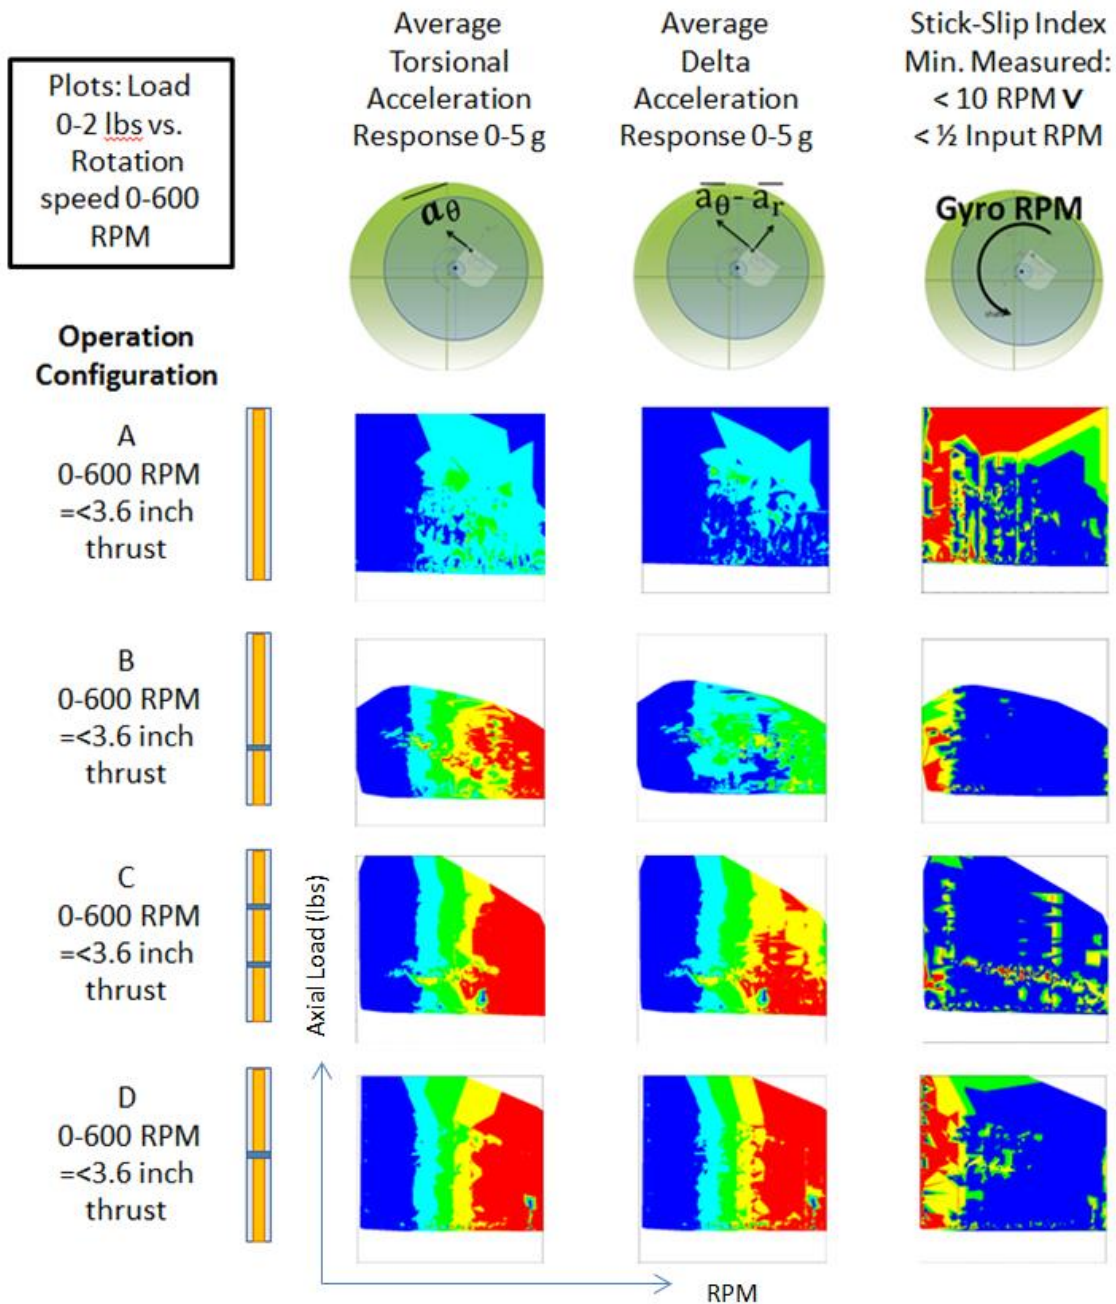 Average
Torsional
Acceleration
Response 0-5 g
Average
Delta
Acceleration
Response 0-5 g
Stick-Slip Index
Min. Measured:
< 10 RPM V
< ½ Input RPM
Plots: Load
0-2 lbs vs.
Rotation
speed 0-600
RPM
aθ
aθ - ar
Gyro RPM
Operation
Configuration
A
0-600 RPM
=<3.6 inch
thrust
B
0-600 RPM
=<3.6 inch
thrust
C
0-600 RPM
=<3.6 inch
thrust
Axial Load (lbs)
D
0-600 RPM
=<3.6 inch
thrust
RPM